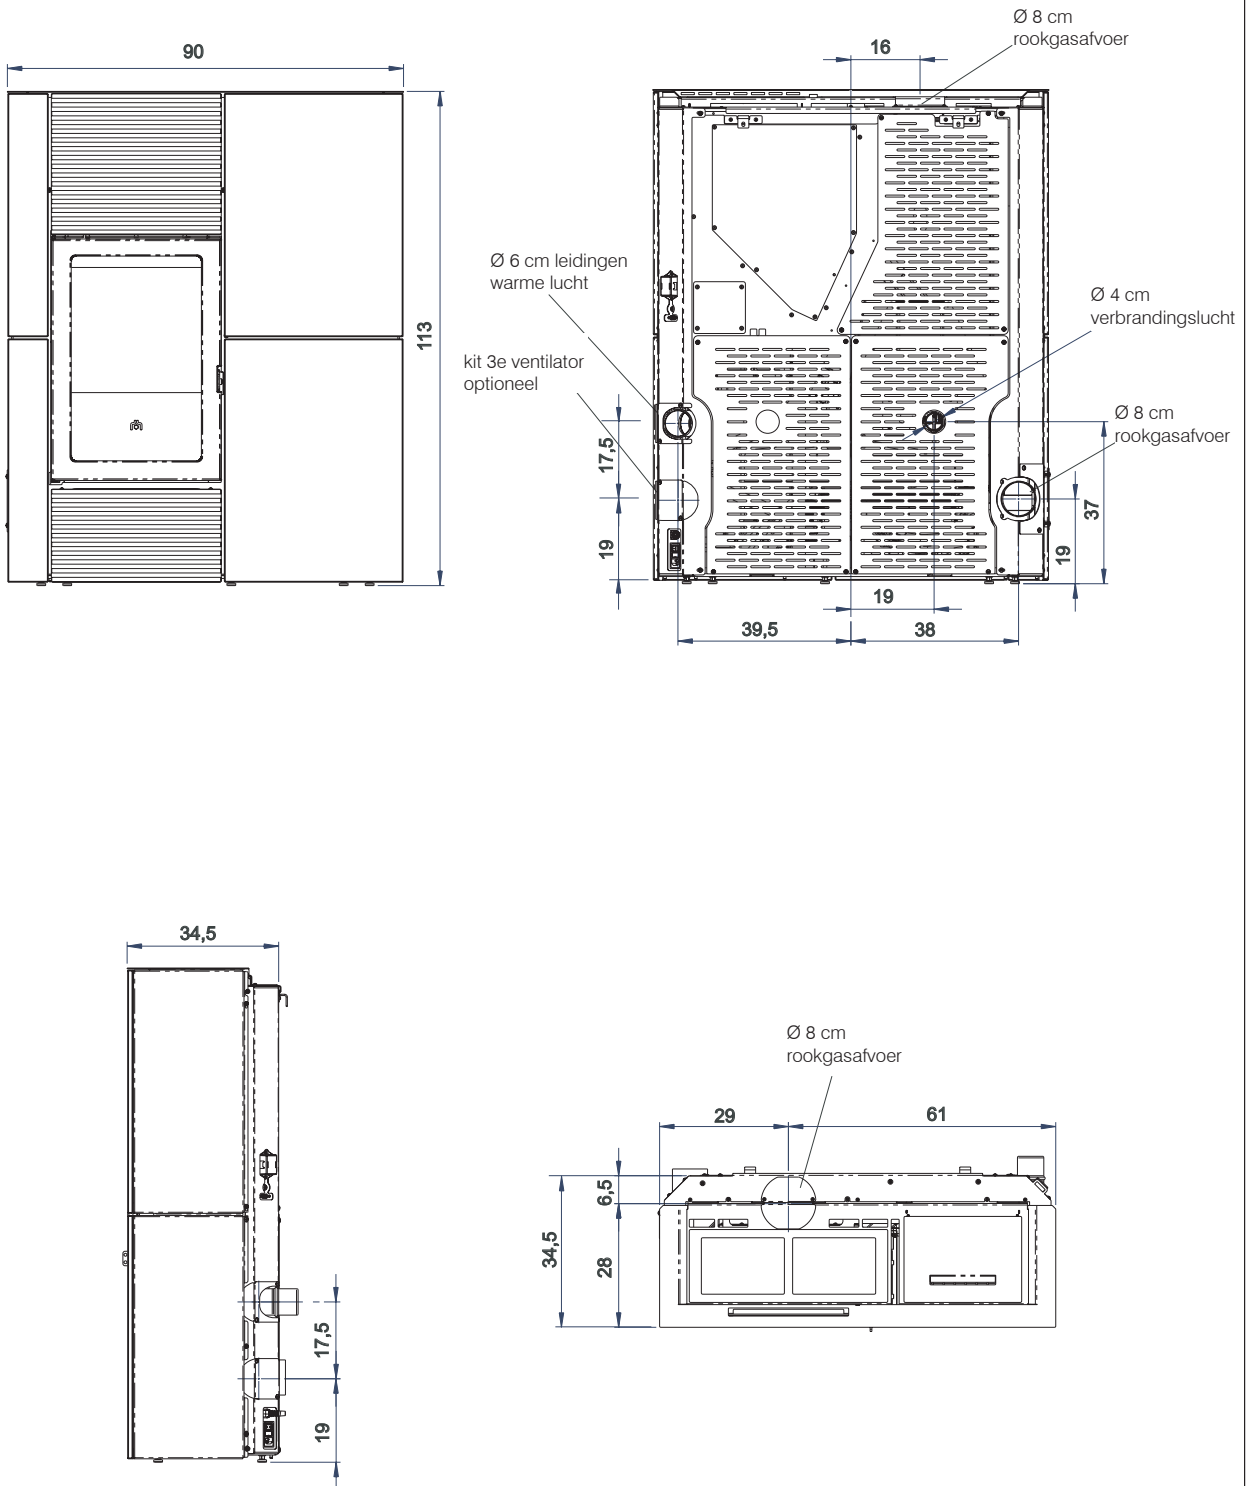 90
113
Ø 8 cm
rookgasafvoer
16
Ø 6 cm leidingen
warme lucht
kit 3e ventilator
optioneel
Ø 4 cm
verbrandingslucht
Ø 8 cm
rookgasafvoer
17,5
19
37
19
19
39,5
38
34,5
17,5
19
Ø 8 cm
rookgasafvoer
29
61
6,5
34,5
28